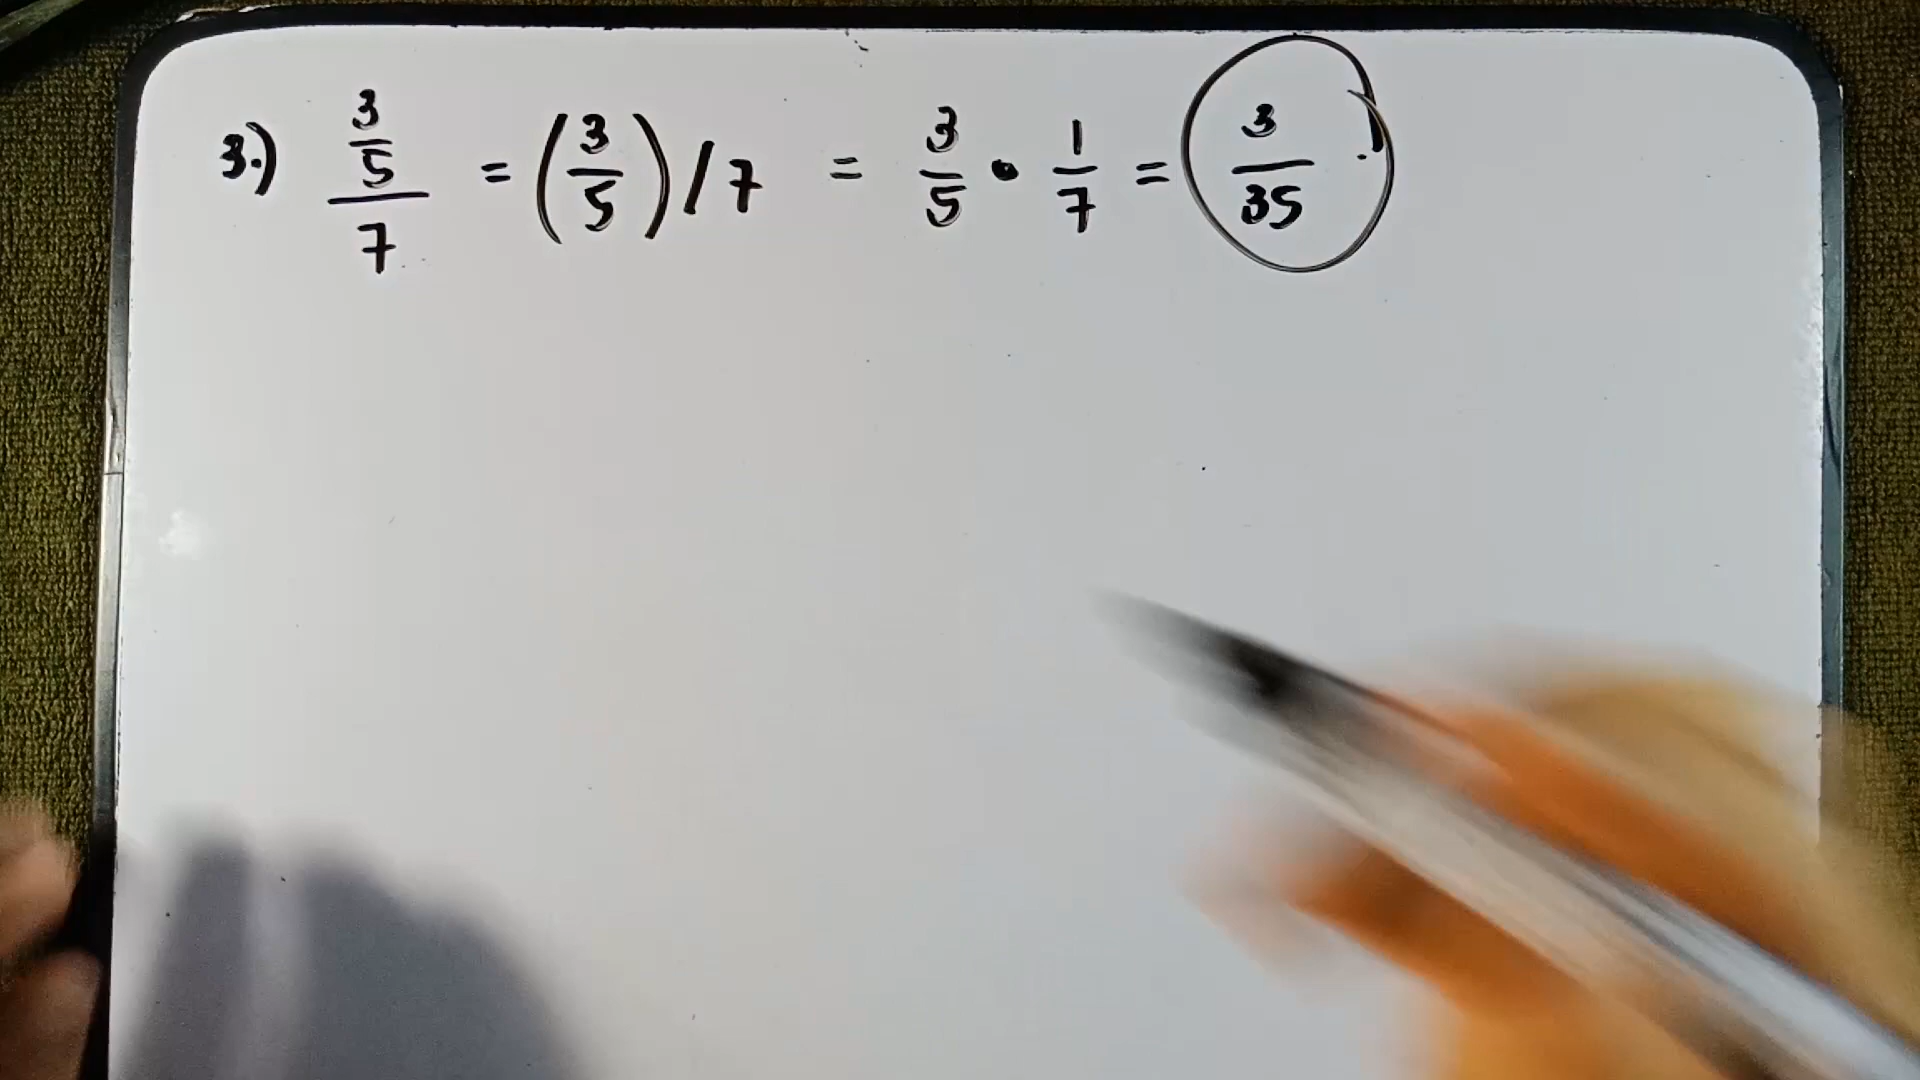 3.) 3/5/7 = (3/5)/7 = 3/5 • 1/7 = 3/35 !